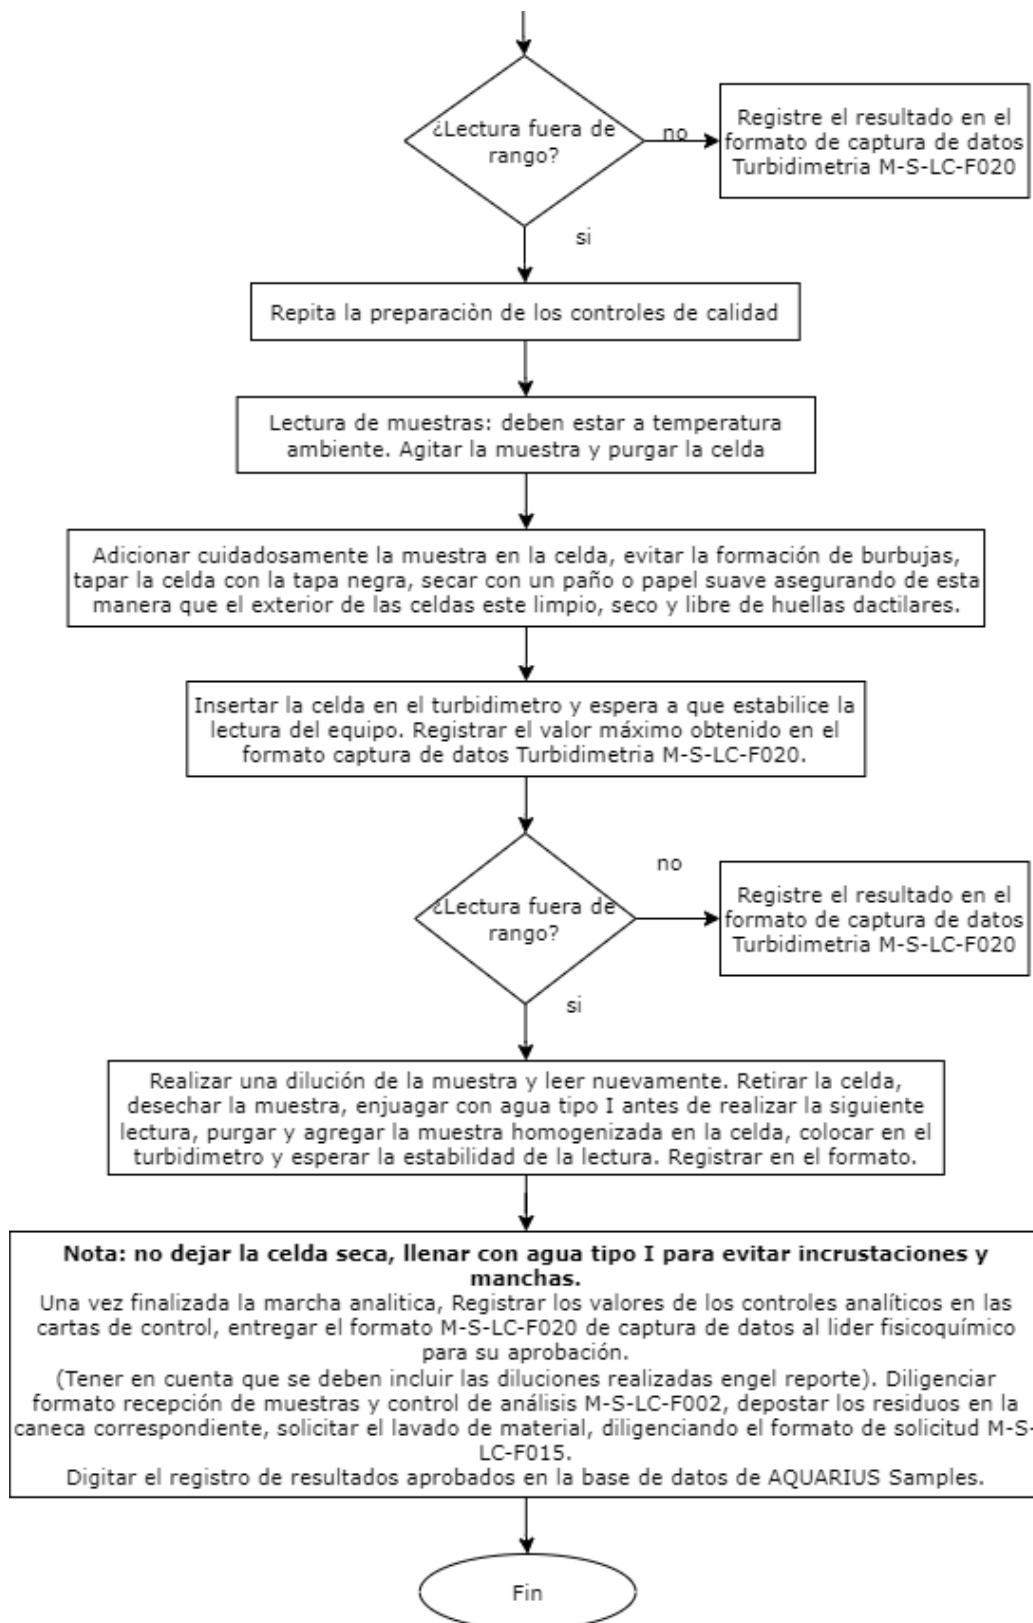 ¿Lectura fuera de
rango?
no
Registre el resultado en el
formato de captura de datos
Turbidimetria M-S-LC-F020
si
Repita la preparaciòn de los controles de calidad
Lectura de muestras: deben estar a temperatura
ambiente. Agitar la muestra y purgar la celda
Adicionar cuidadosamente la muestra en la celda, evitar la formación de burbujas,
tapar la celda con la tapa negra, secar con un paño o papel suave asegurando de esta
manera que el exterior de las celdas este limpio, seco y libre de huellas dactilares.
Insertar la celda en el turbidimetro y espera a que estabilice la
lectura del equipo. Registrar el valor máximo obtenido en el
formato captura de datos Turbidimetria M-S-LC-F020.
¿Lectura fuera de
rango?
no
Registre el resultado en el
formato de captura de datos
Turbidimetria M-S-LC-F020
si
Realizar una dilución de la muestra y leer nuevamente. Retirar la celda,
desechar la muestra, enjuagar con agua tipo I antes de realizar la siguiente
lectura, purgar y agregar la muestra homogenizada en la celda, colocar en el
turbidimetro y esperar la estabilidad de la lectura. Registrar en el formato.
Nota: no dejar la celda seca, llenar con agua tipo I para evitar incrustaciones y
manchas.
Una vez finalizada la marcha analitica, Registrar los valores de los controles analíticos en las
cartas de control, entregar el formato M-S-LC-F020 de captura de datos al lider fisicoquímico
para su aprobación.
(Tener en cuenta que se deben incluir las diluciones realizadas engel reporte). Diligenciar
formato recepción de muestras y control de análisis M-S-LC-F002, depostar los residuos en la
caneca correspondiente, solicitar el lavado de material, diligenciando el formato de solicitud M-S-
LC-F015.
Digitar el registro de resultados aprobados en la base de datos de AQUARIUS Samples.
Fin